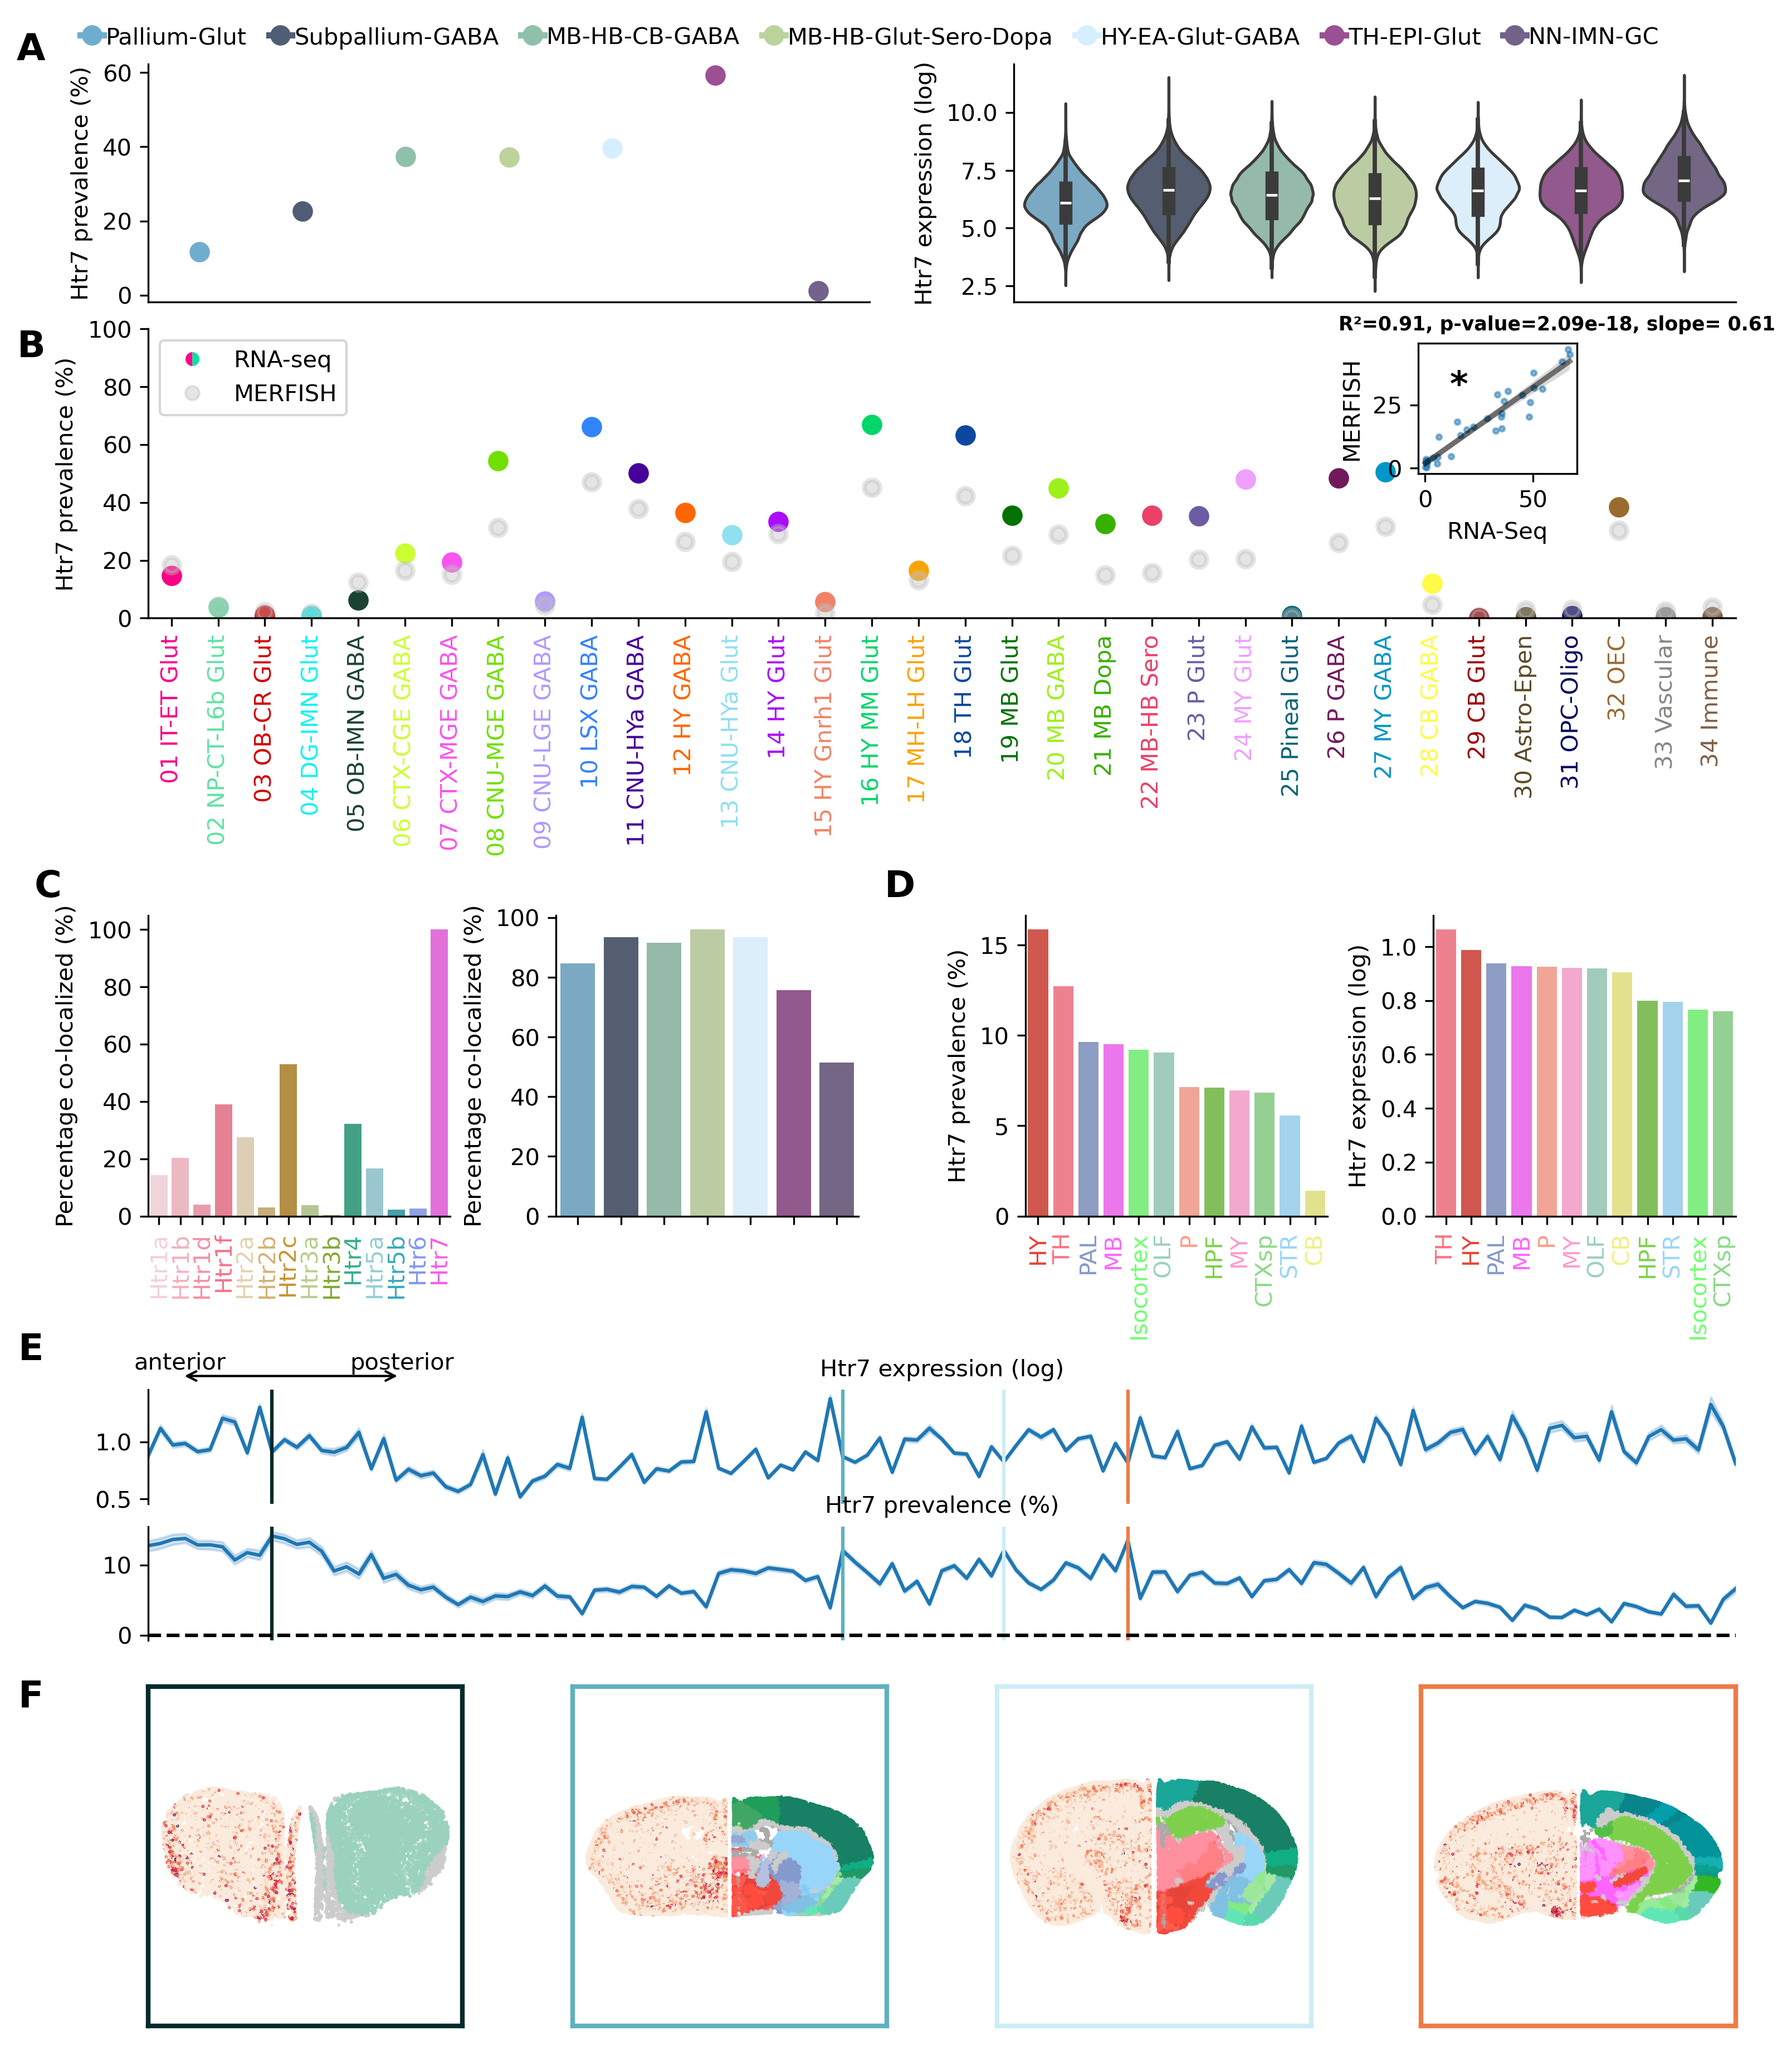 A
Pallium-Glut Subpallium-GABA MB-HB-CB-GABA MB-HB-Glut-Sero-Dopa HY-EA-Glut-GABA TH-EPI-Glut NN-IMN-GC
Htr7 prevalence (%)
60
40
20
0
Htr7 expression (log)
10.0
7.5
5.0
2.5
B
Htr7 prevalence (%)
100
80
60
40
20
0
RNA-seq
MERFISH
R²=0.91, p-value=2.09e-18, slope= 0.61
MERFISH
25
0
*
0 50
RNA-Seq
01 IT-ET Glut
02 NP-CT-L6b Glut
03 OB-CR Glut
04 DG-IMN Glut
05 OB-IMN GABA
06 CTX-CGE GABA
07 CTX-MGE GABA
08 CNU-MGE GABA
09 CNU-LGE GABA
10 LSX GABA
11 CNU-HYa GABA
12 HY GABA
13 CNU-HYa Glut
14 HY Glut
15 HY Gnrh1 Glut
16 HY MM Glut
17 MH-LH Glut
18 TH Glut
19 MB Glut
20 MB GABA
21 MB Dopa
22 MB-HB Sero
23 P Glut
24 MY Glut
25 Pineal Glut
26 P GABA
27 MY GABA
28 CB GABA
29 CB Glut
30 Astro-Epen
31 OPC-Oligo
32 OEC
33 Vascular
34 Immune
C
Percentage co-localized (%)
100
80
60
40
20
0
Htr1a
Htr1b
Htr1d
Htr1f
Htr2a
Htr2b
Htr2c
Htr3a
Htr3b
Htr4
Htr5a
Htr5b
Htr6
Htr7
Percentage co-localized (%)
100
80
60
40
20
0
D
Htr7 prevalence (%)
15
10
5
0
HY
TH
PAL
MB
Isocortex
OLF
P
HPF
MY
CTXsp
STR
CB
Htr7 expression (log)
1.0
0.8
0.6
0.4
0.2
0.0
TH
HY
PAL
MB
P
MY
OLF
CB
HPF
STR
Isocortex
CTXsp
E
anterior posterior
Htr7 expression (log)
1.0
0.5
Htr7 prevalence (%)
10
0
F